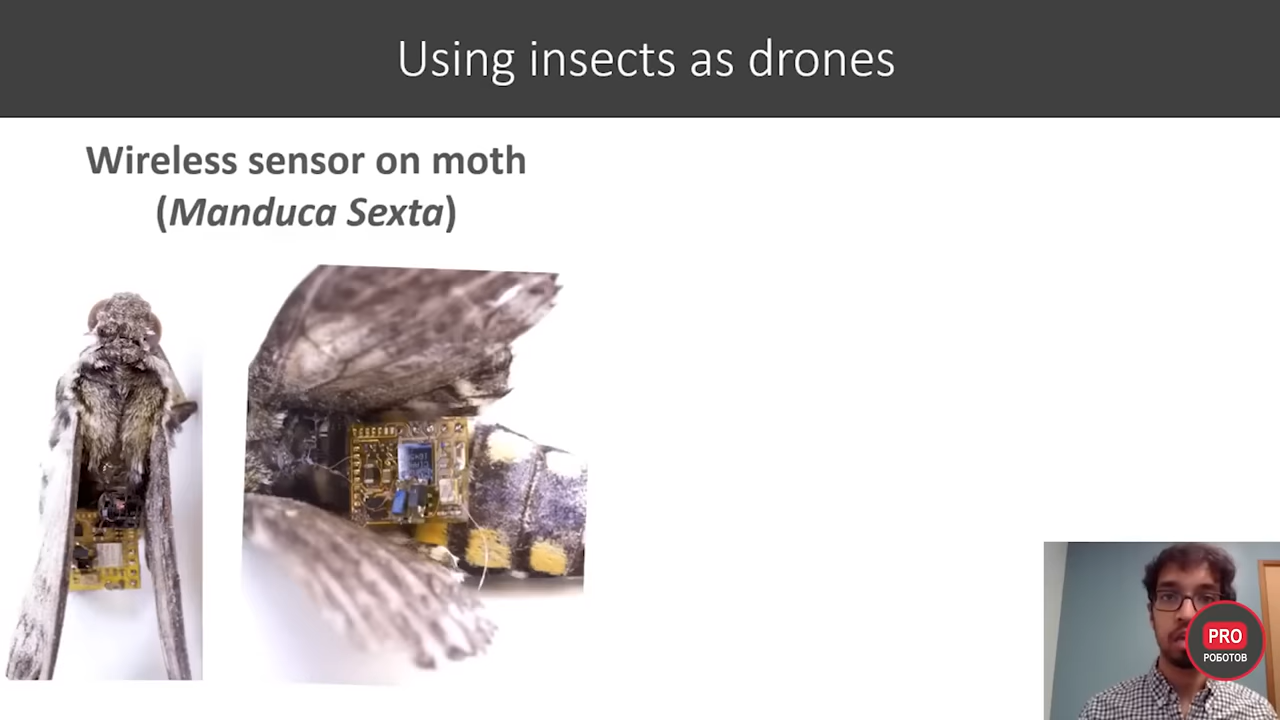 Using insects as drones
Wireless sensor on moth
(Manduca Sexta)
PRO
РОБОТОВ